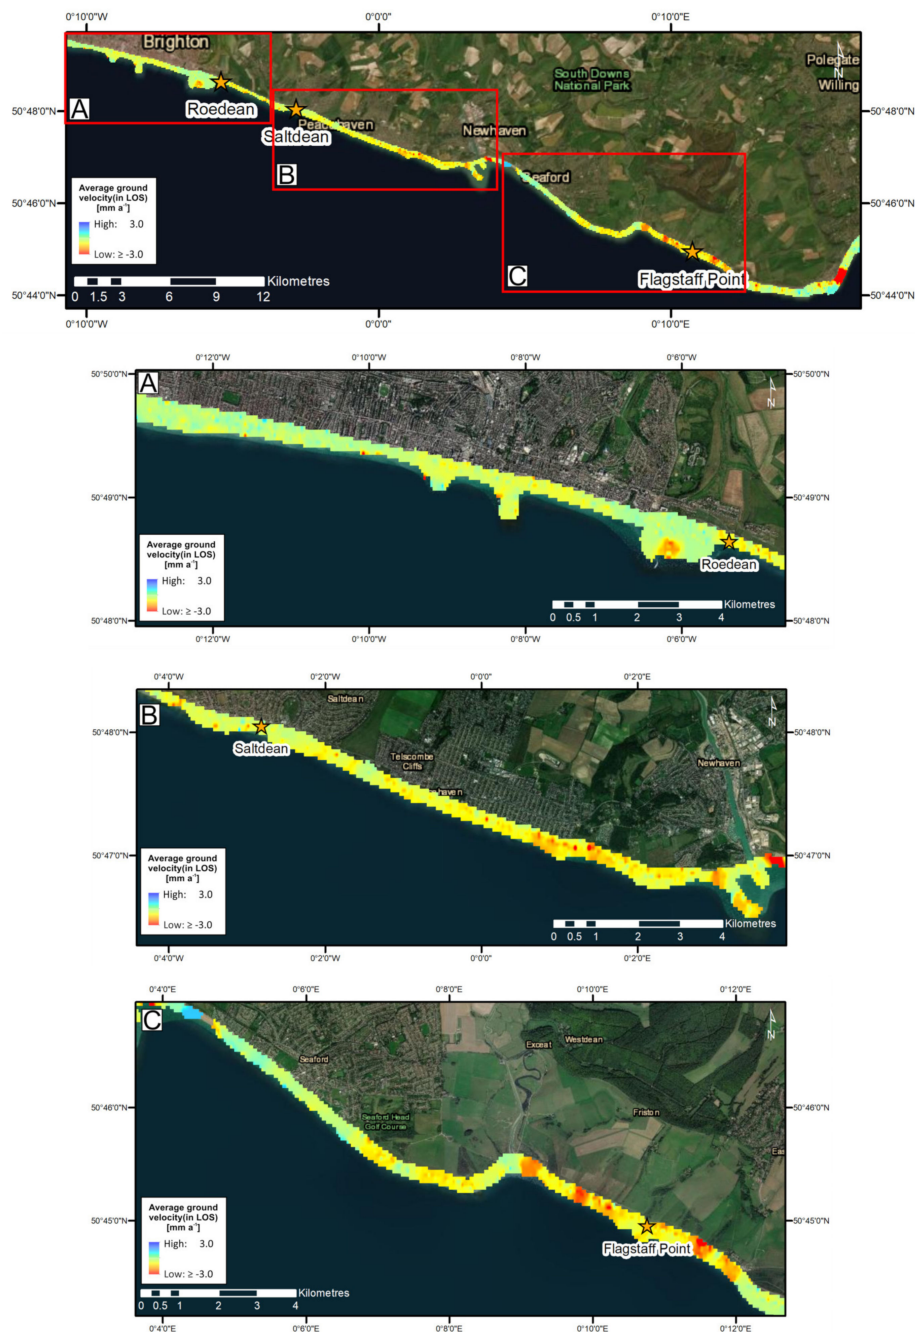 0°10'0"W 0°0'0" 0°10'0"E
Brighton
South Downs
National Park
Polegate
Willing
N
A
Roedean
50°48'0"N
Saltdean
Peacehaven
Newhaven
B
Seaford
50°46'0"N
C
Flagstaff Point
50°44'0"N
Average ground
velocity(in LOS)
[mm a⁻¹]
High: 3.0
Low: ≥ -3.0
Kilometres
0 1.5 3 6 9 12
0°10'0"W 0°0'0" 0°10'0"E
0°12'0"W 0°10'0"W 0°8'0"W 0°6'0"W
50°50'0"N 50°50'0"N
A
N
50°49'0"N 50°49'0"N
Roedean
Average ground
velocity(in LOS)
[mm a⁻¹]
High: 3.0
Low: ≥ -3.0
Kilometres
0 0.5 1 2 3 4
50°48'0"N 50°48'0"N
0°12'0"W 0°10'0"W 0°8'0"W 0°6'0"W
0°4'0"W 0°2'0"W 0°0'0" 0°2'0"E
Saltdean
B
N
50°48'0"N 50°48'0"N
Saltdean
Telscombe
Cliffs
Newhaven
haven
50°47'0"N 50°47'0"N
Average ground
velocity(in LOS)
[mm a⁻¹]
High: 3.0
Low: ≥ -3.0
Kilometres
0 0.5 1 2 3 4
0°4'0"W 0°2'0"W 0°0'0" 0°2'0"E
0°4'0"E 0°6'0"E 0°8'0"E 0°10'0"E 0°12'0"E
C
N
Exceat
Westdean
Seaford
50°46'0"N 50°46'0"N
Seaford Head
Golf Course
Friston
Eas
50°45'0"N 50°45'0"N
Flagstaff Point
Average ground
velocity(in LOS)
[mm a⁻¹]
High: 3.0
Low: ≥ -3.0
Kilometres
0 0.5 1 2 3 4
0°4'0"E 0°6'0"E 0°8'0"E 0°10'0"E 0°12'0"E